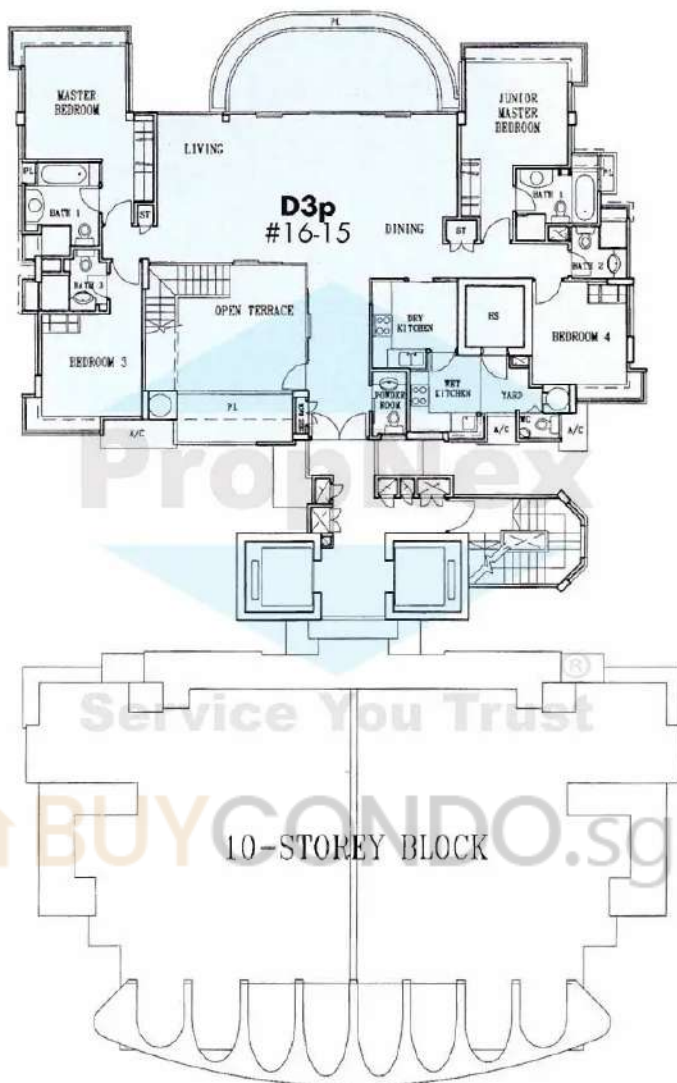 PL
MASTER
BEDROOM
JUNIOR
MASTER
BEDROOM
LIVING
PL
PL
BATH 1
BATH 1
D3p
#16-15
ST
DINING
ST
BATH 2
BATH 3
OPEN TERRACE
DRY
KITCHEN
HS
BEDROOM 3
BEDROOM 4
POWDER
ROOM
WET
KITCHEN
YARD
PL
WC
A/C
A/C
A/C
PropNex
®
Service You Trust
BUYCONDO.sg
10-STOREY BLOCK